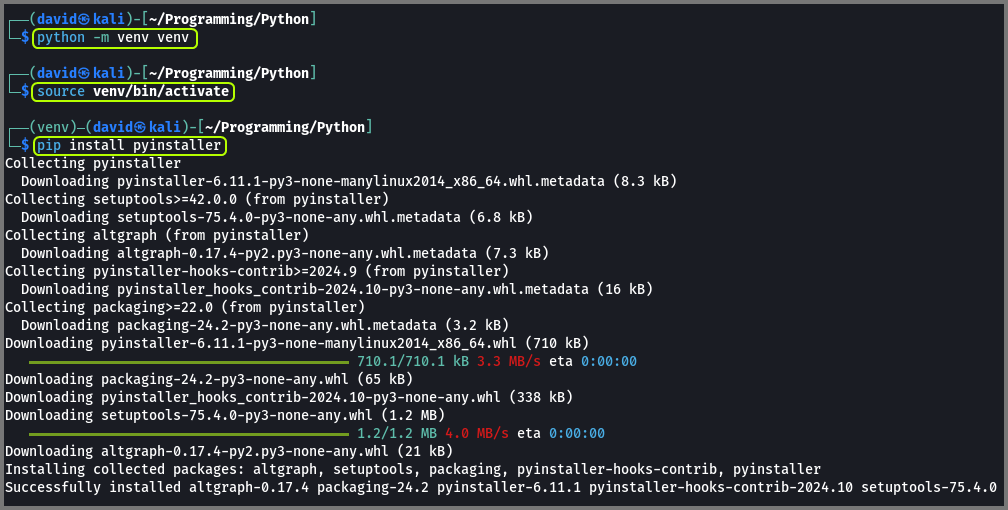 ┌──(david㉿kali)-[~/Programming/Python]
└─$ python -m venv venv
┌──(david㉿kali)-[~/Programming/Python]
└─$ source venv/bin/activate
┌──(venv)─(david㉿kali)-[~/Programming/Python]
└─$ pip install pyinstaller
Collecting pyinstaller
  Downloading pyinstaller-6.11.1-py3-none-manylinux2014_x86_64.whl.metadata (8.3 kB)
Collecting setuptools>=42.0.0 (from pyinstaller)
  Downloading setuptools-75.4.0-py3-none-any.whl.metadata (6.8 kB)
Collecting altgraph (from pyinstaller)
  Downloading altgraph-0.17.4-py2.py3-none-any.whl.metadata (7.3 kB)
Collecting pyinstaller-hooks-contrib>=2024.9 (from pyinstaller)
  Downloading pyinstaller_hooks_contrib-2024.10-py3-none-any.whl.metadata (16 kB)
Collecting packaging>=22.0 (from pyinstaller)
  Downloading packaging-24.2-py3-none-any.whl.metadata (3.2 kB)
Downloading pyinstaller-6.11.1-py3-none-manylinux2014_x86_64.whl (710 kB)
710.1/710.1 kB 3.3 MB/s eta 0:00:00
Downloading packaging-24.2-py3-none-any.whl (65 kB)
Downloading pyinstaller_hooks_contrib-2024.10-py3-none-any.whl (338 kB)
Downloading setuptools-75.4.0-py3-none-any.whl (1.2 MB)
1.2/1.2 MB 4.0 MB/s eta 0:00:00
Downloading altgraph-0.17.4-py2.py3-none-any.whl (21 kB)
Installing collected packages: altgraph, setuptools, packaging, pyinstaller-hooks-contrib, pyinstaller
Successfully installed altgraph-0.17.4 packaging-24.2 pyinstaller-6.11.1 pyinstaller-hooks-contrib-2024.10 setuptools-75.4.0